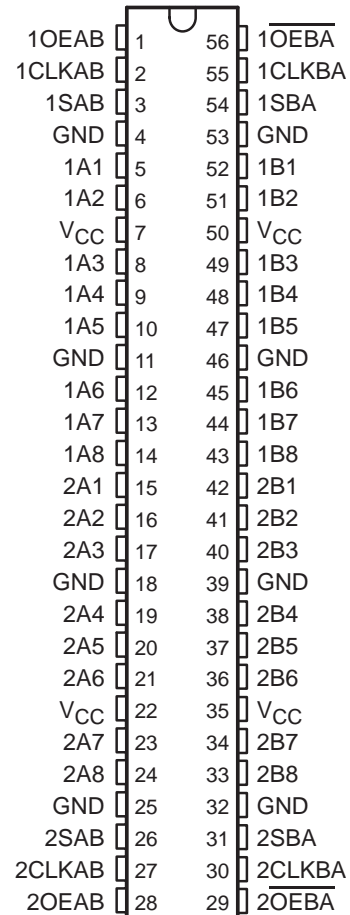 1OEAB 1 56 1OEBA
1CLKAB 2 55 1CLKBA
1SAB 3 54 1SBA
GND 4 53 GND
1A1 5 52 1B1
1A2 6 51 1B2
VCC 7 50 VCC
1A3 8 49 1B3
1A4 9 48 1B4
1A5 10 47 1B5
GND 11 46 GND
1A6 12 45 1B6
1A7 13 44 1B7
1A8 14 43 1B8
2A1 15 42 2B1
2A2 16 41 2B2
2A3 17 40 2B3
GND 18 39 GND
2A4 19 38 2B4
2A5 20 37 2B5
2A6 21 36 2B6
VCC 22 35 VCC
2A7 23 34 2B7
2A8 24 33 2B8
GND 25 32 GND
2SAB 26 31 2SBA
2CLKAB 27 30 2CLKBA
2OEAB 28 29 2OEBA